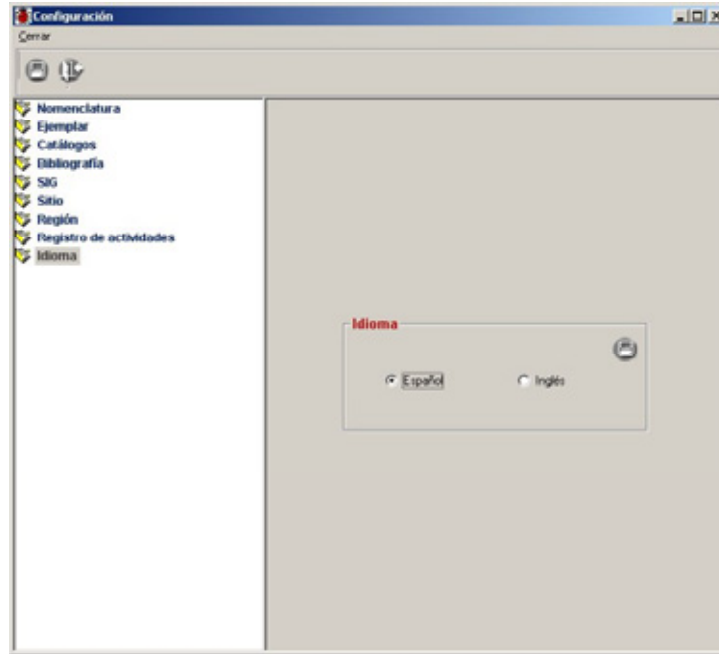 Configuración
Cerrar
Nomenclatura
Ejemplar
Catálogos
Bibliografía
SIG
Sitio
Región
Registro de actividades
Idioma
Idioma
Español
Inglés